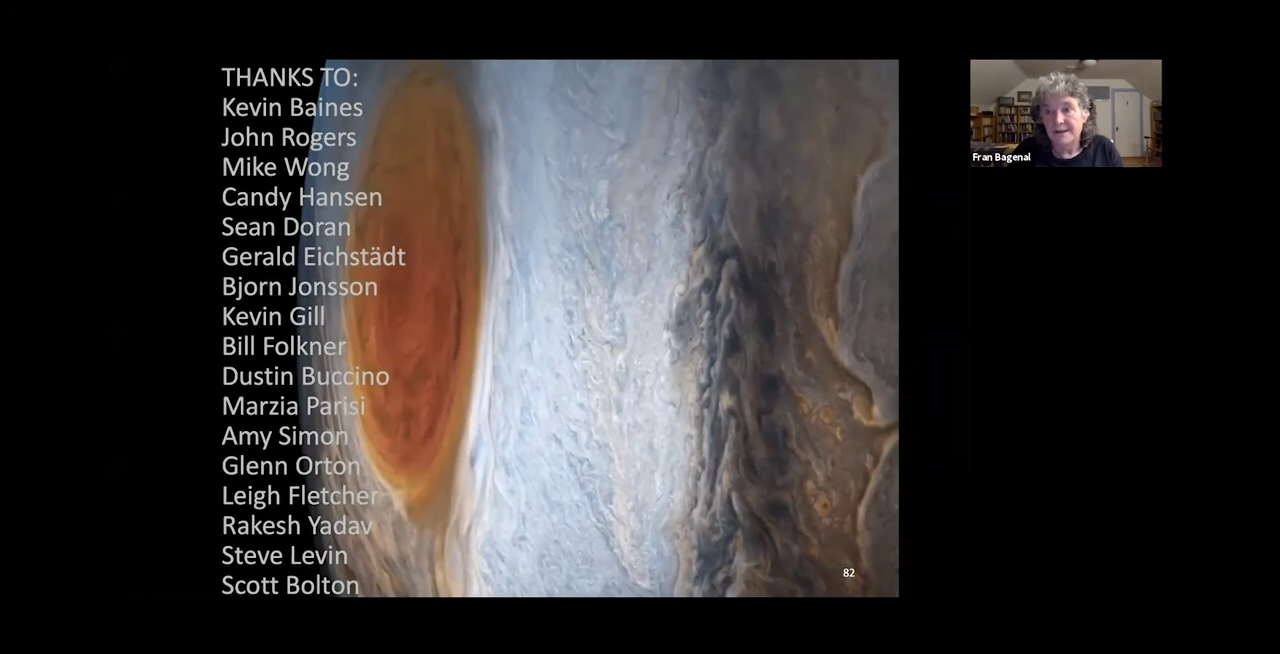 THANKS TO:
Kevin Baines
John Rogers
Mike Wong
Candy Hansen
Sean Doran
Gerald Eichstädt
Bjorn Jonsson
Kevin Gill
Bill Folkner
Dustin Buccino
Marzia Parisi
Amy Simon
Glenn Orton
Leigh Fletcher
Rakesh Yadav
Steve Levin
Scott Bolton
82
Fran Bagenal